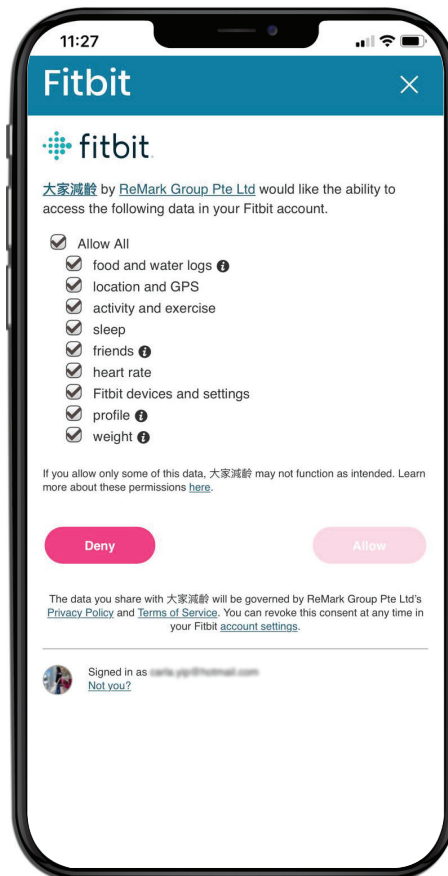 11:27
Fitbit
fitbit
大家減齡 by ReMark Group Pte Ltd would like the ability to
access the following data in your Fitbit account.
Allow All
food and water logs
location and GPS
activity and exercise
sleep
friends
heart rate
Fitbit devices and settings
profile
weight
If you allow only some of this data, 大家減齡 may not function as intended. Learn
more about these permissions here.
Deny
Allow
The data you share with 大家減齡 will be governed by ReMark Group Pte Ltd's
Privacy Policy and Terms of Service. You can revoke this consent at any time in
your Fitbit account settings.
Signed in as
Not you?